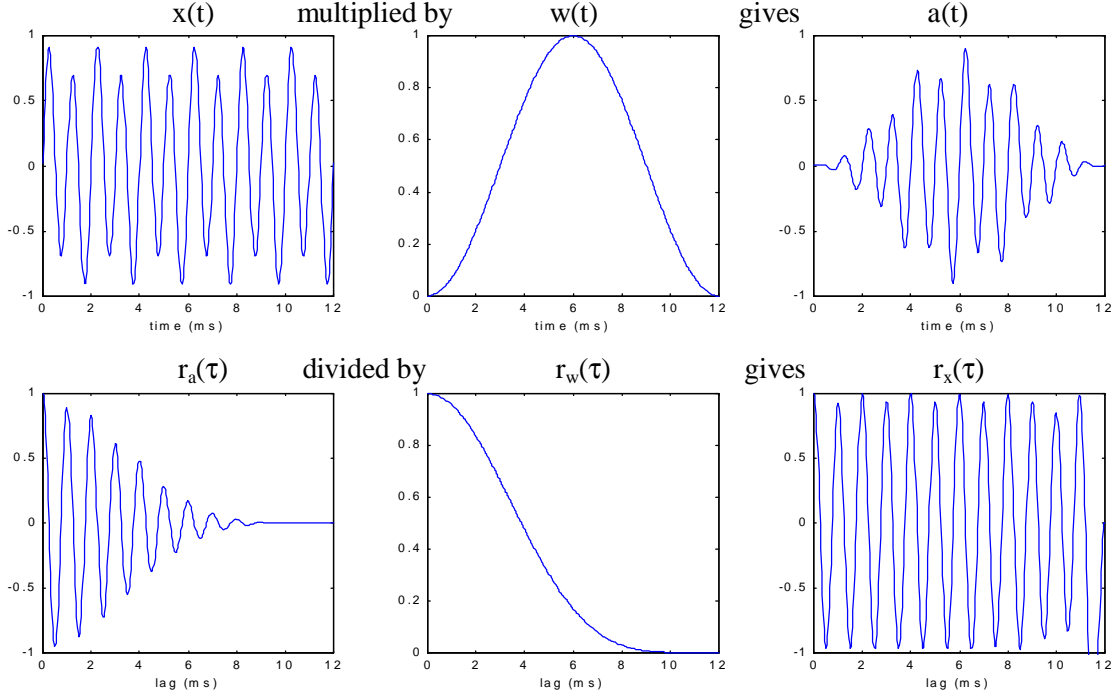 x(t) multiplied by w(t) gives a(t)
1 1 1
0.5 0.8 0.5
0.6
0 0 0
0.4
-0.5 0.2 -0.5
-1 0 -1
0 2 4 6 8 10 12 0 2 4 6 8 10 12 0 2 4 6 8 10 12
time (ms) time (ms) time (ms)
r_a(τ) divided by r_w(τ) gives r_x(τ)
1 1 1
0.5 0.8 0.5
0.6
0 0 0
0.4
-0.5 0.2 -0.5
-1 0 -1
0 2 4 6 8 10 12 0 2 4 6 8 10 12 0 2 4 6 8 10 12
lag (ms) lag (ms) lag (ms)